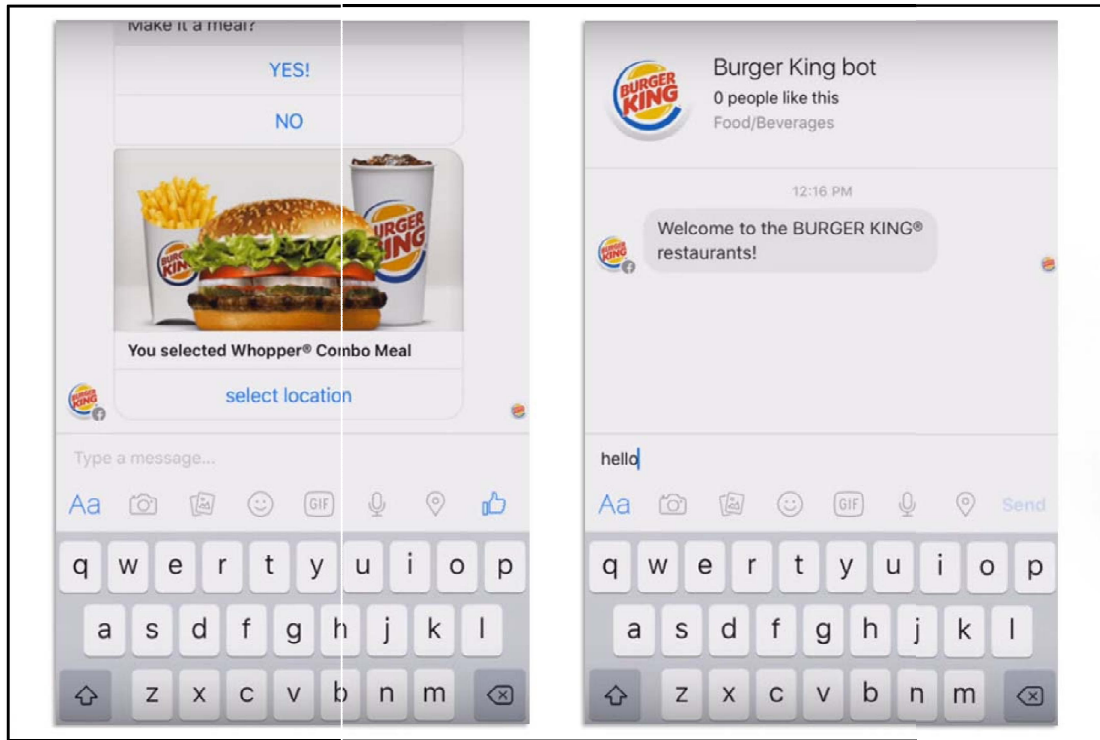 Make it a meal?
YES!
NO
BURGER
KING
You selected Whopper® Combo Meal
select location
Type a message...
Aa
GIF
q w e r t y u i o p
a s d f g h j k l
z x c v b n m
BURGER
KING
Burger King bot
0 people like this
Food/Beverages
12:16 PM
Welcome to the BURGER KING®
restaurants!
hello
Aa
GIF
Send
q w e r t y u i o p
a s d f g h j k l
z x c v b n m